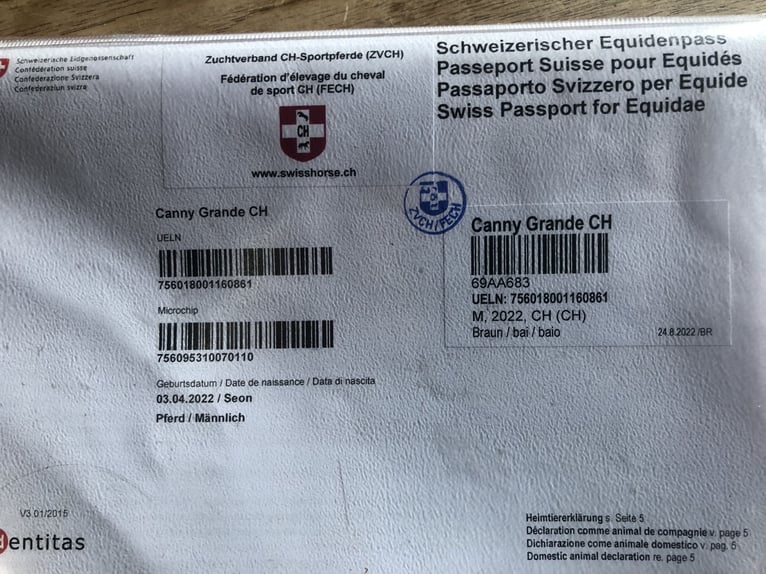 Schweizerische Eidgenossenschaft
Confédération suisse
Confederazione Svizzera
Confederaziun svizra
Zuchtverband CH-Sportpferde (ZVCH)
Fédération d'élevage du cheval
de sport CH (FECH)
CH
www.swisshorse.ch
Schweizerischer Equidenpass
Passeport Suisse pour Equidés
Passaporto Svizzero per Equide
Swiss Passport for Equidae
ZVCH/FECH
Canny Grande CH
UELN
756018001160861
Microchip
756095310070110
Geburtsdatum / Date de naissance / Data di nascita
03.04.2022 / Seon
Pferd / Männlich
Canny Grande CH
69AA683
UELN: 756018001160861
M, 2022, CH (CH)
Braun / bai / baio
24.8.2022 /BR
V3 01/2015
dentitas
Heimtiererklärung s. Seite 5
Déclaration comme animal de compagnie v. page 5
Dichiarazione come animale domestico v. pag. 5
Domestic animal declaration re. page 5